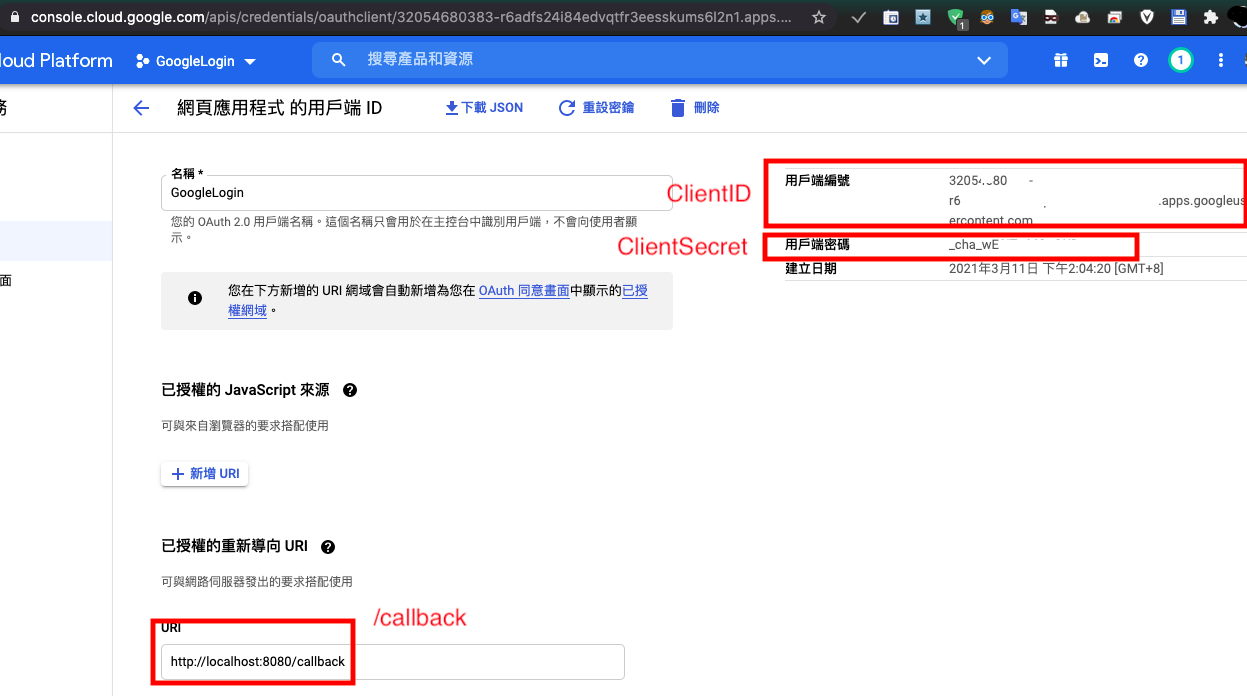 console.cloud.google.com/apis/credentials/oauthclient/32054680383-r6adfs24i84edvqtfr3eesskums6l2n1.apps....
1
loud Platform
GoogleLogin
搜尋產品和資源
1
務
網頁應用程式 的用戶端 ID
下載 JSON
重設密鑰
刪除
名稱 *
GoogleLogin
您的 OAuth 2.0 用戶端名稱。這個名稱只會用於在主控台中識別用戶端，不會向使用者顯
示。
ClientID
用戶端編號
r6
.apps.googleus
ercontent.com
ClientSecret
用戶端密碼
_cha_wE
建立日期
2021年3月11日 下午2:04:20 [GMT+8]
面
您在下方新增的 URI 網域會自動新增為您在 OAuth 同意畫面中顯示的已授
權網域。
已授權的 JavaScript 來源
可與來自瀏覽器的要求搭配使用
新增 URI
已授權的重新導向 URI
可與網路伺服器發出的要求搭配使用
/callback
URI
http://localhost:8080/callback